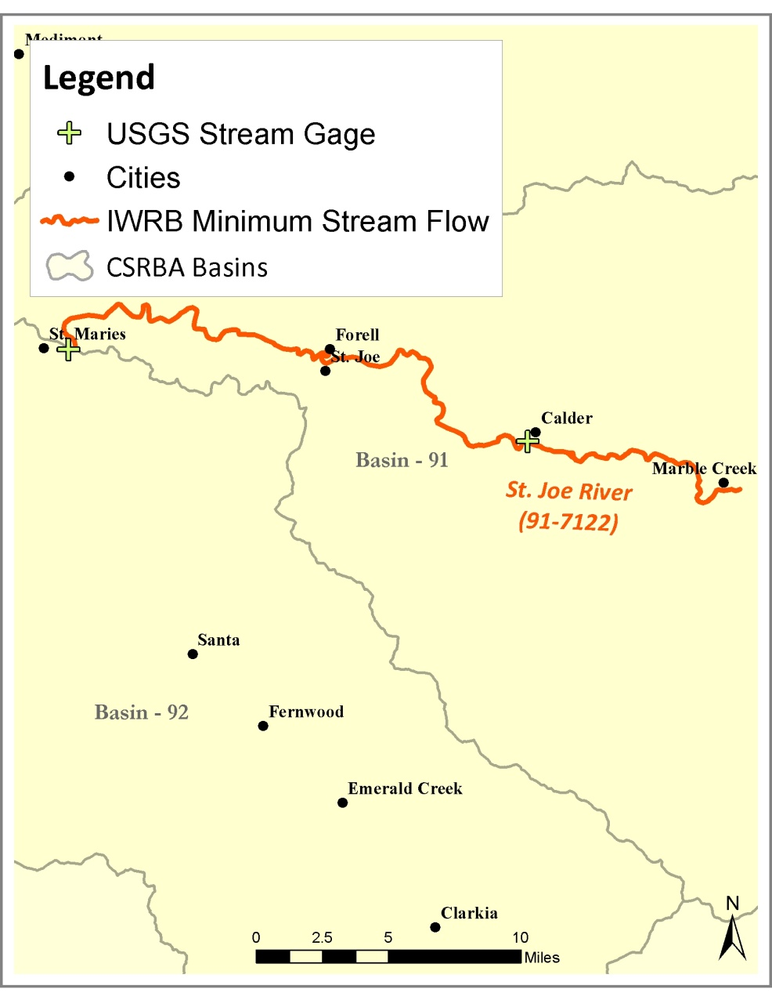 Medimont
Legend
USGS Stream Gage
Cities
IWRB Minimum Stream Flow
CSRBA Basins
St. Maries
Forell
St. Joe
Calder
Basin - 91
Marble Creek
St. Joe River
(91-7122)
Santa
Basin - 92
Fernwood
Emerald Creek
N
Clarkia
0 2.5 5 10
Miles